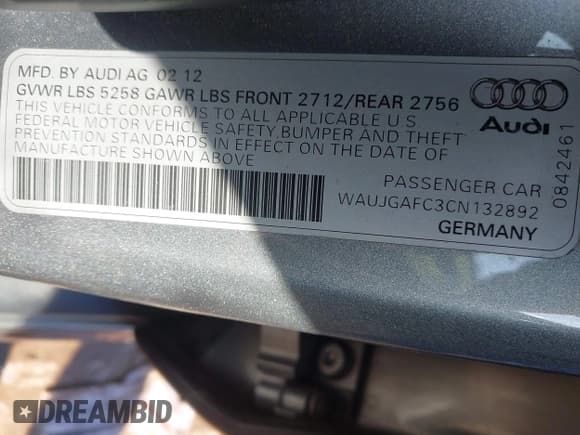 MFD. BY AUDI AG 02 12
GVWR LBS 5258 GAWR LBS FRONT 2712/REAR 2756
THIS VEHICLE CONFORMS TO ALL APPLICABLE U S
FEDERAL MOTOR VEHICLE SAFETY, BUMPER AND THEFT
PREVENTION STANDARDS IN EFFECT ON THE DATE OF
MANUFACTURE SHOWN ABOVE
Audi
0842461
PASSENGER CAR
WAUJGAFC3CN132892
GERMANY
DREAMBID